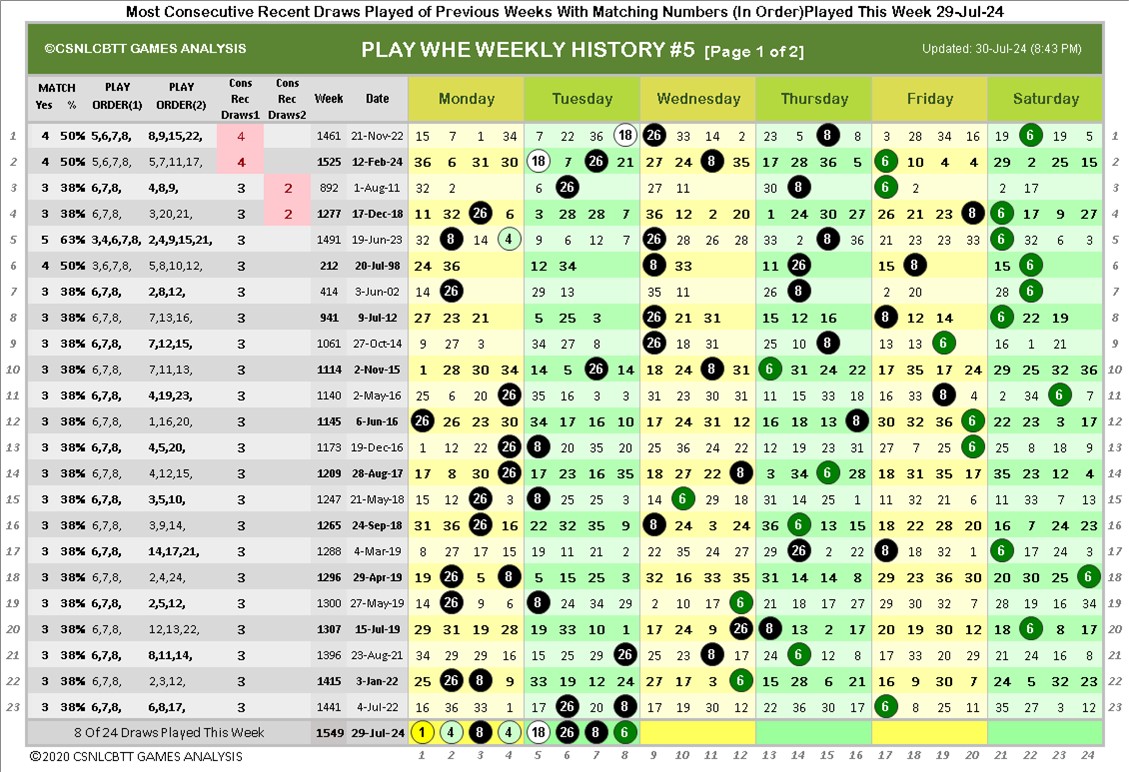 Most Consecutive Recent Draws Played of Previous Weeks With Matching Numbers (In Order)Played This Week 29-Jul-24
©CSNLCBTT GAMES ANALYSIS PLAY WHE WEEKLY HISTORY #5 [Page 1 of 2] Updated: 30-Jul-24 (8:43 PM)
MATCH Yes % PLAY ORDER(1) PLAY ORDER(2) Cons Rec Draws1 Cons Rec Draws2 Week Date Monday Tuesday Wednesday Thursday Friday Saturday
1 4 50% 5,6,7,8, 8,9,15,22, 4 1461 21-Nov-22 15 7 1 34 7 22 36 18 26 33 14 2 23 5 8 8 3 28 34 16 19 6 19 5 1
2 4 50% 5,6,7,8, 5,7,11,17, 4 1525 12-Feb-24 36 6 31 30 18 7 26 21 27 24 8 35 17 28 36 5 6 10 4 4 29 2 25 15 2
3 3 38% 6,7,8, 4,8,9, 3 2 892 1-Aug-11 32 2 6 26 27 11 30 8 6 2 2 17 3
4 3 38% 6,7,8, 3,20,21, 3 2 1277 17-Dec-18 11 32 26 6 3 28 28 7 36 12 2 20 1 24 30 27 26 21 23 8 6 17 9 27 4
5 5 63% 3,4,6,7,8, 2,4,9,15,21, 3 1491 19-Jun-23 32 8 14 4 9 6 12 7 26 28 26 28 33 2 8 36 21 23 23 33 6 32 6 3 5
6 4 50% 3,6,7,8, 5,8,10,12, 3 212 20-Jul-98 24 36 12 34 8 33 11 26 15 8 15 6 6
7 3 38% 6,7,8, 2,8,12, 3 414 3-Jun-02 14 26 29 13 35 11 26 8 2 20 28 6 7
8 3 38% 6,7,8, 7,13,16, 3 941 9-Jul-12 27 23 21 5 25 3 26 21 31 15 12 16 8 12 14 6 22 19 8
9 3 38% 6,7,8, 7,12,15, 3 1061 27-Oct-14 9 27 3 34 27 8 26 18 31 25 10 8 13 13 6 16 1 21 9
10 3 38% 6,7,8, 7,11,13, 3 1114 2-Nov-15 1 28 30 34 14 5 26 14 18 24 8 31 6 31 24 22 17 35 17 24 29 25 32 36 10
11 3 38% 6,7,8, 4,19,23, 3 1140 2-May-16 25 6 20 26 35 16 3 3 31 23 30 31 11 15 33 18 16 33 8 4 2 34 6 7 11
12 3 38% 6,7,8, 1,16,20, 3 1145 6-Jun-16 26 26 23 30 34 17 16 10 17 24 31 12 16 18 13 8 30 32 36 6 22 23 3 17 12
13 3 38% 6,7,8, 4,5,20, 3 1173 19-Dec-16 1 12 22 26 8 20 35 20 25 36 24 22 12 19 23 31 27 7 25 6 25 8 18 9 13
14 3 38% 6,7,8, 4,12,15, 3 1209 28-Aug-17 17 8 30 26 17 23 16 35 18 27 22 8 3 34 6 28 18 31 35 17 35 23 12 4 14
15 3 38% 6,7,8, 3,5,10, 3 1247 21-May-18 15 12 26 3 8 25 25 3 14 6 29 18 31 14 25 1 11 32 21 6 11 33 7 13 15
16 3 38% 6,7,8, 3,9,14, 3 1265 24-Sep-18 31 36 26 16 22 32 35 9 8 24 3 24 36 6 13 15 18 22 28 20 16 7 24 23 16
17 3 38% 6,7,8, 14,17,21, 3 1288 4-Mar-19 8 27 17 15 19 11 21 2 22 35 24 27 29 26 2 22 8 18 32 1 6 17 24 3 17
18 3 38% 6,7,8, 2,4,24, 3 1296 29-Apr-19 19 26 5 8 5 15 25 3 32 16 33 35 31 14 14 8 29 23 36 30 20 30 25 6 18
19 3 38% 6,7,8, 2,5,12, 3 1300 27-May-19 14 26 9 6 8 24 34 29 2 10 17 6 21 18 17 27 29 30 32 7 28 19 16 34 19
20 3 38% 6,7,8, 12,13,22, 3 1307 15-Jul-19 29 31 19 28 19 33 10 1 17 24 9 26 8 13 2 17 20 19 30 12 18 6 8 17 20
21 3 38% 6,7,8, 8,11,14, 3 1396 23-Aug-21 34 29 29 16 15 25 29 26 25 23 8 17 24 6 12 8 17 33 20 29 21 24 16 8 21
22 3 38% 6,7,8, 2,3,12, 3 1415 3-Jan-22 25 26 8 9 33 19 12 24 27 17 3 6 15 28 6 21 16 9 30 7 24 5 32 23 22
23 3 38% 6,7,8, 6,8,17, 3 1441 4-Jul-22 16 36 33 1 17 26 20 8 17 19 30 12 22 36 30 17 6 8 25 11 35 27 3 12 23
8 Of 24 Draws Played This Week 1549 29-Jul-24 1 4 8 4 18 26 8 6
©2020 CSNLCBTT GAMES ANALYSIS 1 2 3 4 5 6 7 8 9 10 11 12 13 14 15 16 17 18 19 20 21 22 23 24